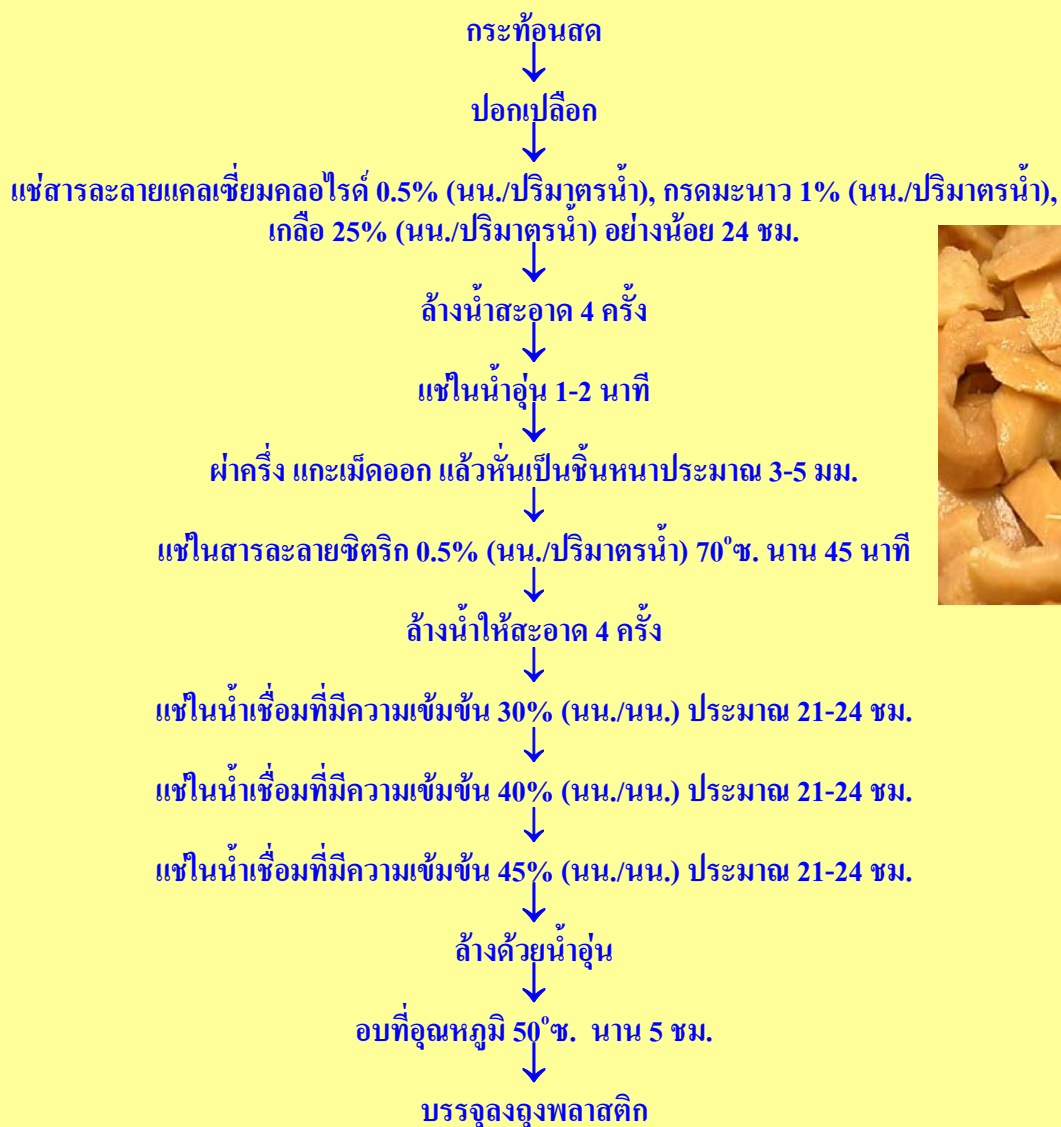 กระท้อนสด
ปอกเปลือก
แช่สารละลายแคลเซี่ยมคลอไรด์ 0.5% (นน./ปริมาตรน้ำ), กรดมะนาว 1% (นน./ปริมาตรน้ำ),
เกลือ 25% (นน./ปริมาตรน้ำ) อย่างน้อย 24 ชม.
ล้างน้ำสะอาด 4 ครั้ง
แช่ในน้ำอุ่น 1-2 นาที
ผ่าครึ่ง แกะเม็ดออก แล้วหั่นเป็นชิ้นหนาประมาณ 3-5 มม.
แช่ในสารละลายซิตริก 0.5% (นน./ปริมาตรน้ำ) 70°ซ. นาน 45 นาที
ล้างน้ำให้สะอาด 4 ครั้ง
แช่ในน้ำเชื่อมที่มีความเข้มข้น 30% (นน./นน.) ประมาณ 21-24 ชม.
แช่ในน้ำเชื่อมที่มีความเข้มข้น 40% (นน./นน.) ประมาณ 21-24 ชม.
แช่ในน้ำเชื่อมที่มีความเข้มข้น 45% (นน./นน.) ประมาณ 21-24 ชม.
ล้างด้วยน้ำอุ่น
อบที่อุณหภูมิ 50°ซ. นาน 5 ชม.
บรรจุลงถุงพลาสติก